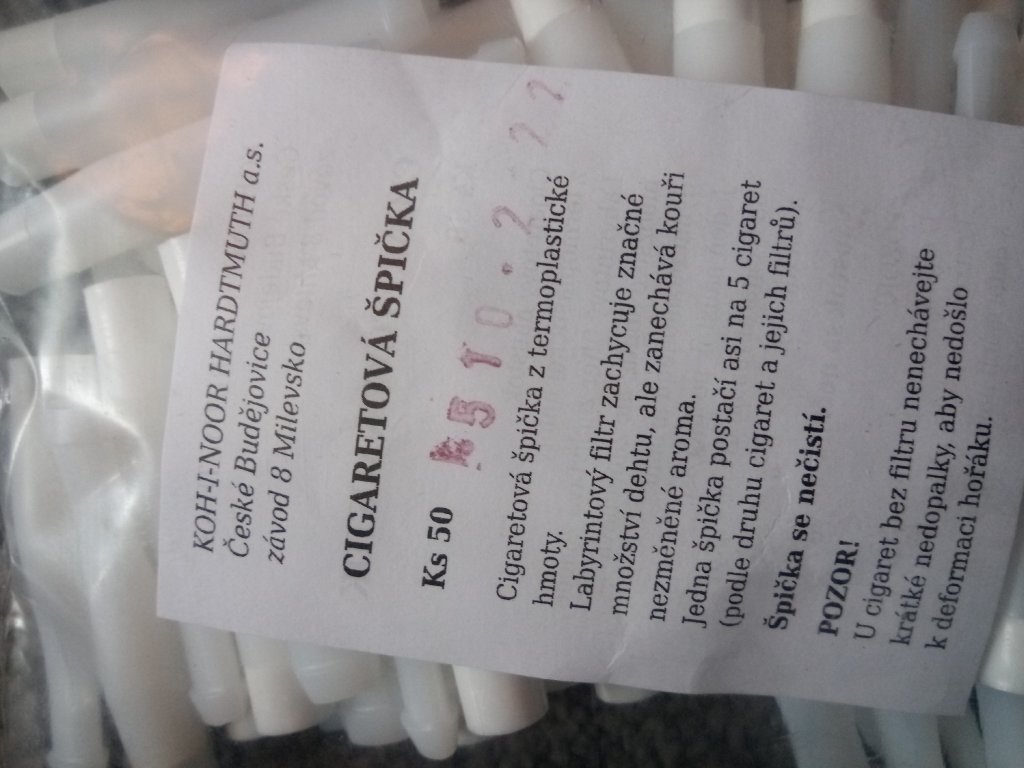 KOH-I-NOOR HARDTMUTH a.s.
České Budějovice
závod 8 Milevsko
CIGARETOVÁ ŠPIČKA
Ks 50
Cigaretová špička z termoplastické
hmoty.
Labyrintový filtr zachycuje značné
množství dehtu, ale zanechává kouři
nezměněné aroma.
Jedna špička postačí asi na 5 cigaret
(podle druhu cigaret a jejich filtrů).
Špička se nečistí.
POZOR!
U cigaret bez filtru nenechávejte
krátké nedopalky, aby nedošlo
k deformaci hořáku.